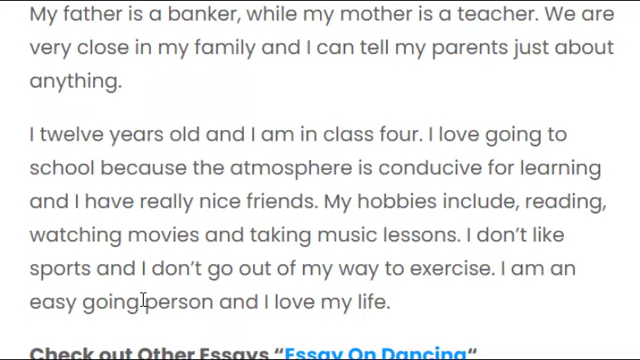 My father is a banker, while my mother is a teacher. We are
very close in my family and I can tell my parents just about
anything.
I twelve years old and I am in class four. I love going to
school because the atmosphere is conducive for learning
and I have really nice friends. My hobbies include, reading,
watching movies and taking music lessons. I don’t like
sports and I don’t go out of my way to exercise. I am an
easy going person and I love my life.
Check out Other Essays “Essay On Dancing“